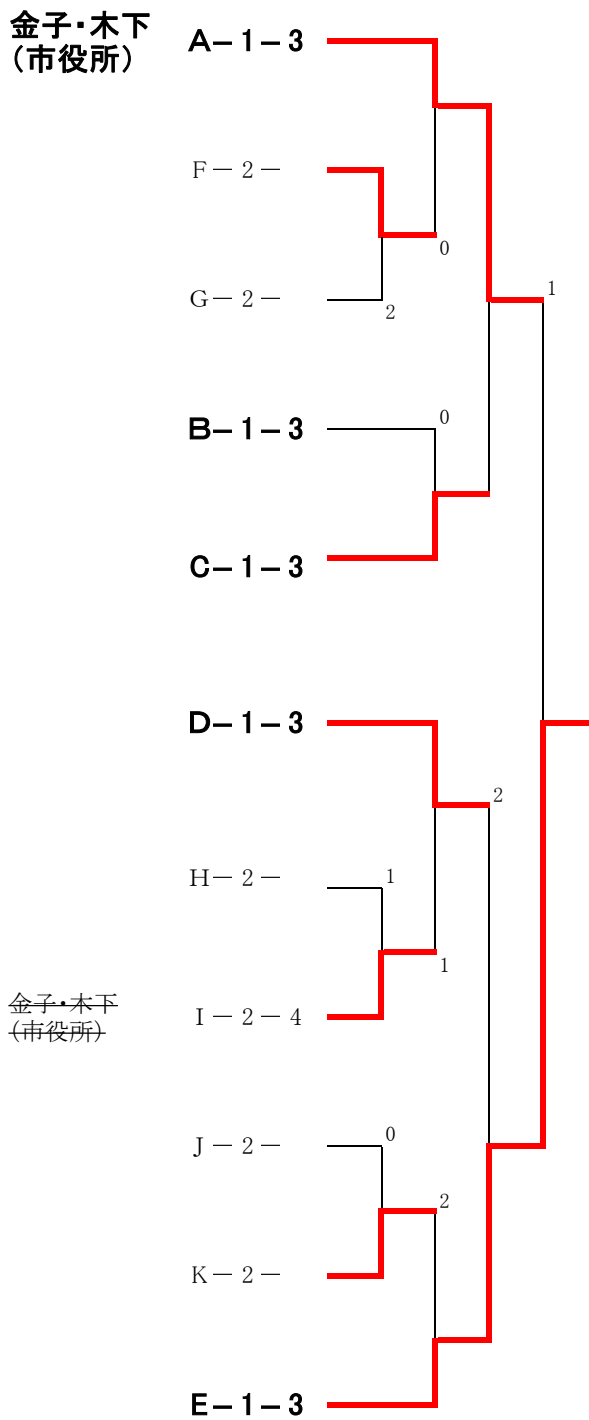 金子・木下
（市役所）
A－1－3
F－2－
0
G－2－
2
1
B－1－3
0
C－1－3
D－1－3
2
H－2－
1
1
金子・木下
（市役所）
I－2－4
J－2－
0
2
K－2－
E－1－3